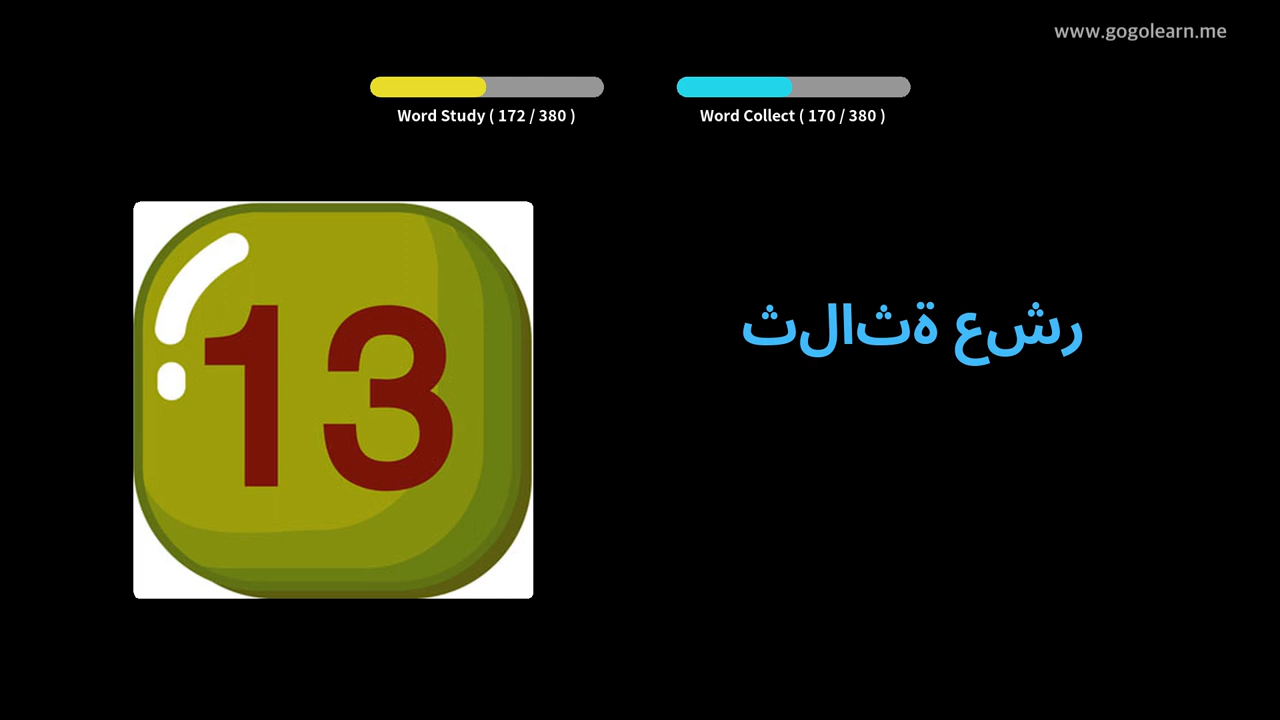 www.gogolearn.me
Word Study ( 172 / 380 )
Word Collect ( 170 / 380 )
13
رشع ةثالث